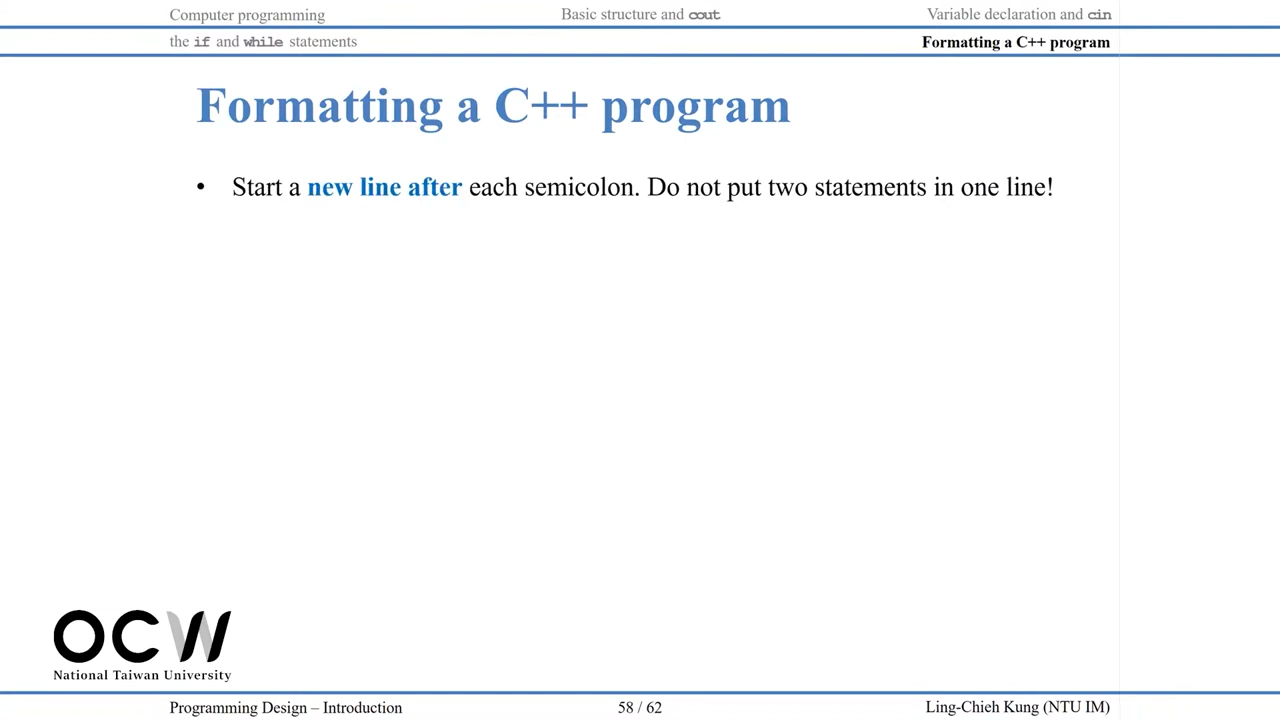 Computer programming Basic structure and cout Variable declaration and cin
the if and while statements Formatting a C++ program
Formatting a C++ program
• Start a new line after each semicolon. Do not put two statements in one line!
OCW
National Taiwan University
Programming Design – Introduction 58 / 62 Ling-Chieh Kung (NTU IM)